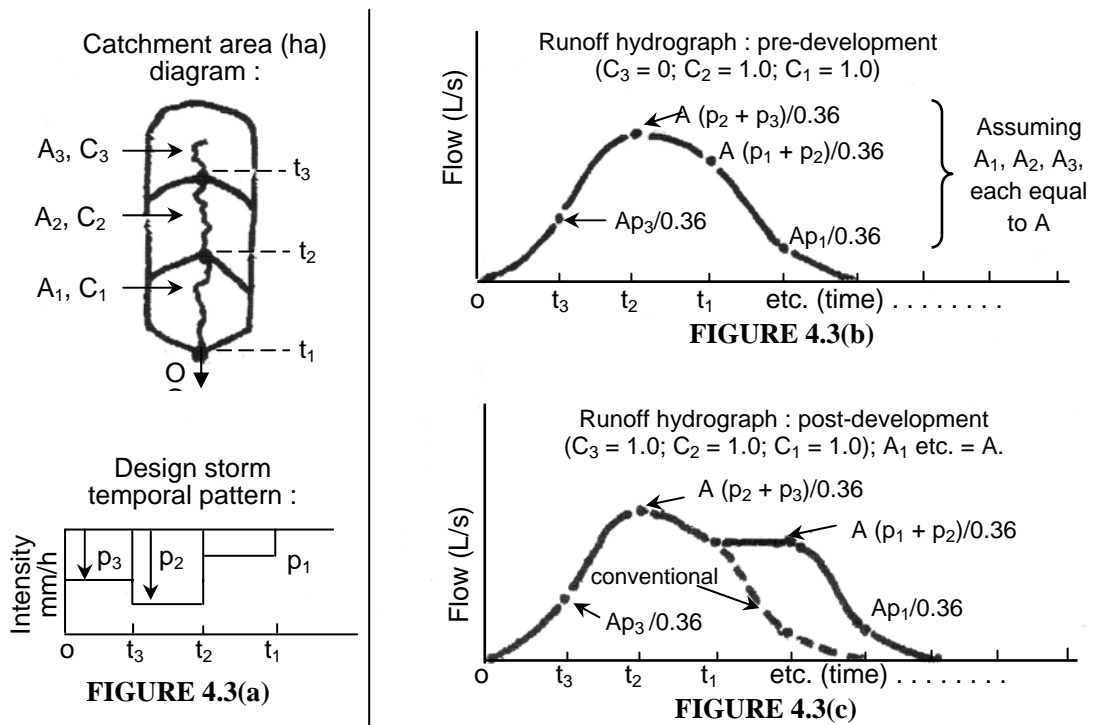 Catchment area (ha)
diagram :
A3, C3
t3
A2, C2
t2
A1, C1
t1
O
Design storm
temporal pattern :
Intensity
mm/h
p3
p2
p1
o
t3
t2
t1
FIGURE 4.3(a)
Runoff hydrograph : pre-development
(C3 = 0; C2 = 1.0; C1 = 1.0)
Flow (L/s)
A (p2 + p3)/0.36
A (p1 + p2)/0.36
Ap3/0.36
Ap1/0.36
Assuming
A1, A2, A3,
each equal
to A
o
t3
t2
t1
etc. (time) . . . . . . . .
FIGURE 4.3(b)
Runoff hydrograph : post-development
(C3 = 1.0; C2 = 1.0; C1 = 1.0); A1 etc. = A.
Flow (L/s)
A (p2 + p3)/0.36
A (p1 + p2)/0.36
conventional
Ap3/0.36
Ap1/0.36
o
t3
t2
t1
etc. (time) . . . . . . . .
FIGURE 4.3(c)